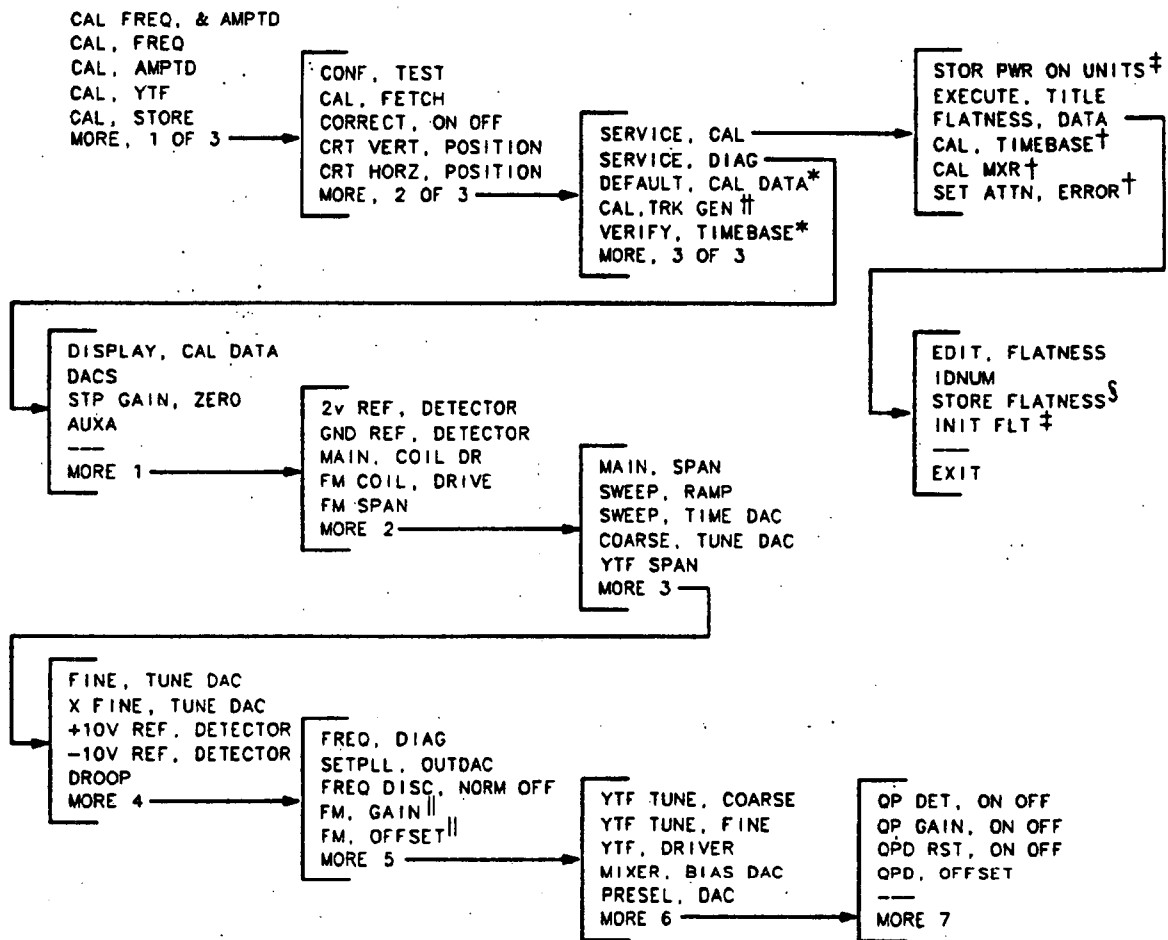 CAL FREQ, & AMPTD
CAL, FREQ
CAL, AMPTD
CAL, YTF
CAL, STORE
MORE, 1 OF 3
CONF, TEST
CAL, FETCH
CORRECT, ON OFF
CRT VERT, POSITION
CRT HORZ, POSITION
MORE, 2 OF 3
SERVICE, CAL
SERVICE, DIAG
DEFAULT, CAL DATA*
CAL,TRK GEN††
VERIFY, TIMEBASE*
MORE, 3 OF 3
STOR PWR ON UNITS‡
EXECUTE, TITLE
FLATNESS, DATA
CAL, TIMEBASE†
CAL MXR†
SET ATTN, ERROR†
DISPLAY, CAL DATA
DACS
STP GAIN, ZERO
AUXA
---
MORE 1
2v REF, DETECTOR
GND REF, DETECTOR
MAIN, COIL DR
FM COIL, DRIVE
FM SPAN
MORE 2
MAIN, SPAN
SWEEP, RAMP
SWEEP, TIME DAC
COARSE, TUNE DAC
YTF SPAN
MORE 3
EDIT, FLATNESS
IDNUM
STORE FLATNESS§
INIT FLT ‡
---
EXIT
FINE, TUNE DAC
X FINE, TUNE DAC
+10V REF, DETECTOR
-10V REF, DETECTOR
DROOP
MORE 4
FREQ, DIAG
SETPLL, OUTDAC
FREQ DISC, NORM OFF
FM, GAIN||
FM, OFFSET||
MORE 5
YTF TUNE, COARSE
YTF TUNE, FINE
YTF, DRIVER
MIXER, BIAS DAC
PRESEL, DAC
MORE 6
QP DET, ON OFF
QP GAIN, ON OFF
QPD RST, ON OFF
QPD, OFFSET
---
MORE 7